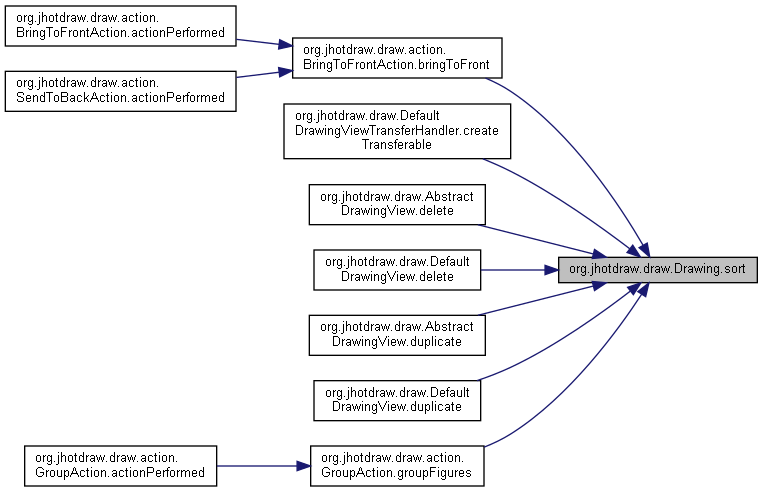 org.jhotdraw.draw.action.
BringToFrontAction.actionPerformed
org.jhotdraw.draw.action.
SendToBackAction.actionPerformed
org.jhotdraw.draw.action.
BringToFrontAction.bringToFront
org.jhotdraw.draw.Default
DrawingViewTransferHandler.create
Transferable
org.jhotdraw.draw.Abstract
DrawingView.delete
org.jhotdraw.draw.Default
DrawingView.delete
org.jhotdraw.draw.Drawing.sort
org.jhotdraw.draw.Abstract
DrawingView.duplicate
org.jhotdraw.draw.Default
DrawingView.duplicate
org.jhotdraw.draw.action.
GroupAction.actionPerformed
org.jhotdraw.draw.action.
GroupAction.groupFigures